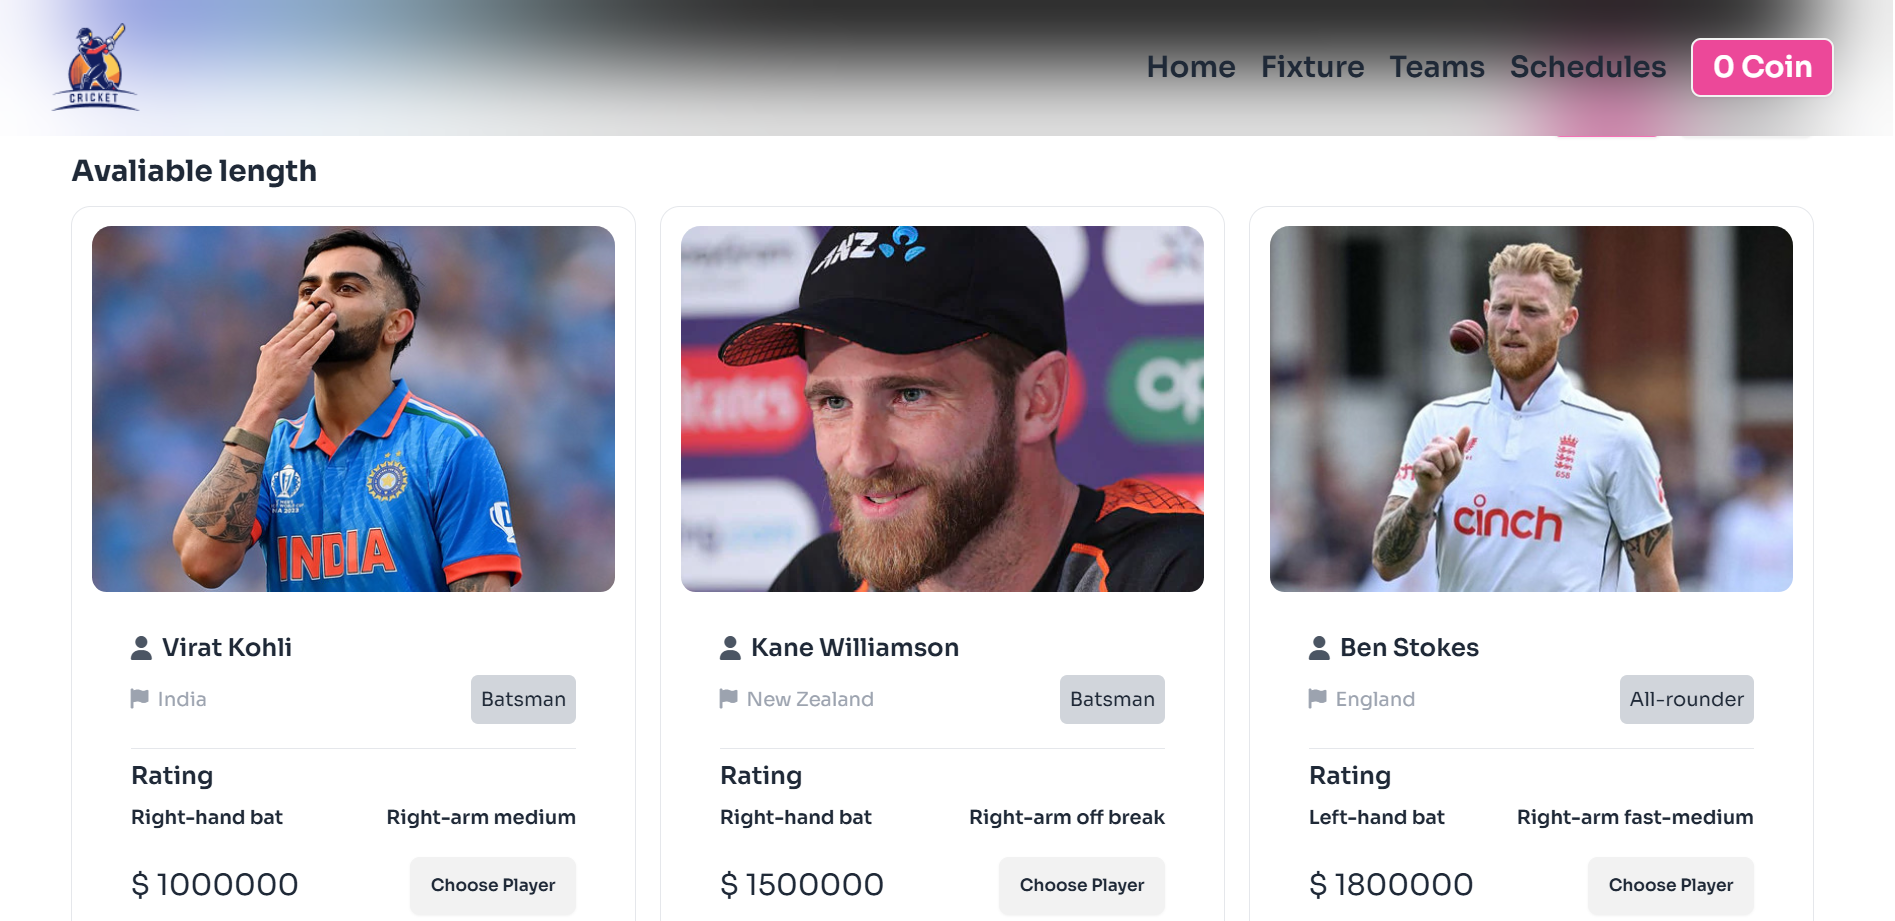 CRICKET
Home Fixture Teams Schedules 0 Coin
Avaliable length
INDIA
ANZ
cinch
658
Virat Kohli
India Batsman
Rating
Right-hand bat Right-arm medium
$ 1000000 Choose Player
Kane Williamson
New Zealand Batsman
Rating
Right-hand bat Right-arm off break
$ 1500000 Choose Player
Ben Stokes
England All-rounder
Rating
Left-hand bat Right-arm fast-medium
$ 1800000 Choose Player